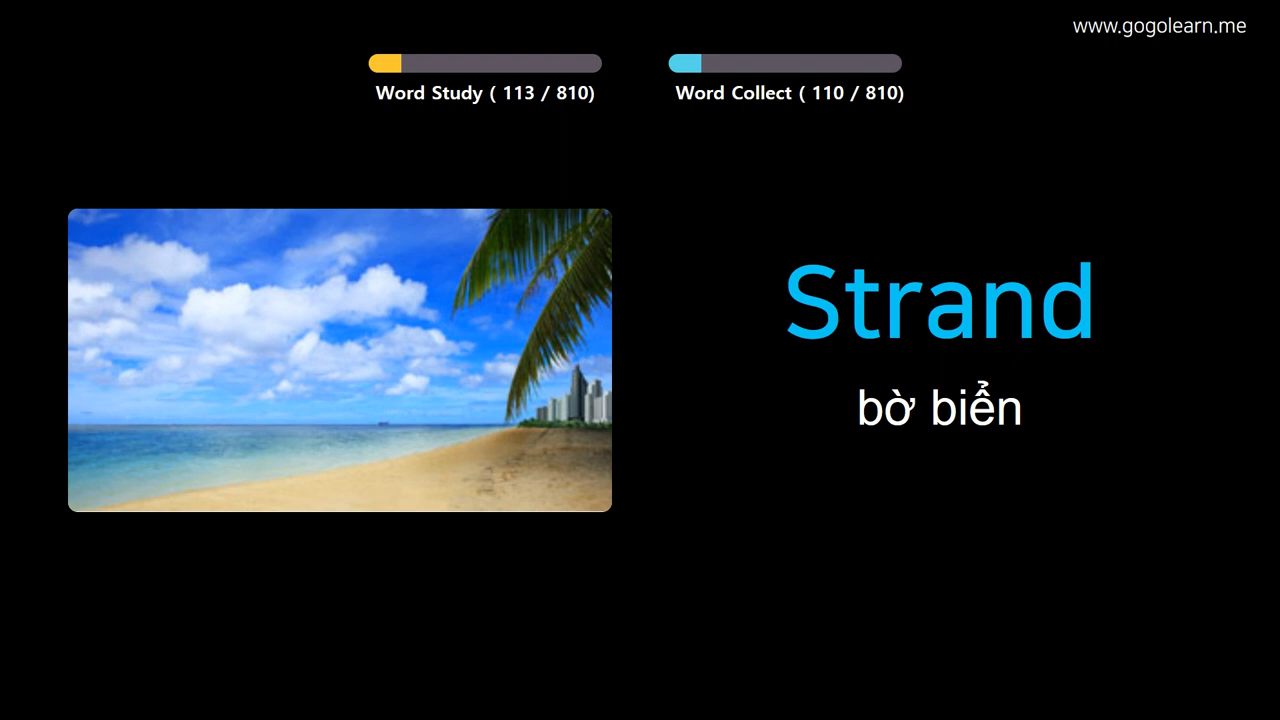 www.gogolearn.me
Word Study ( 113 / 810)
Word Collect ( 110 / 810)
Strand
bờ biển